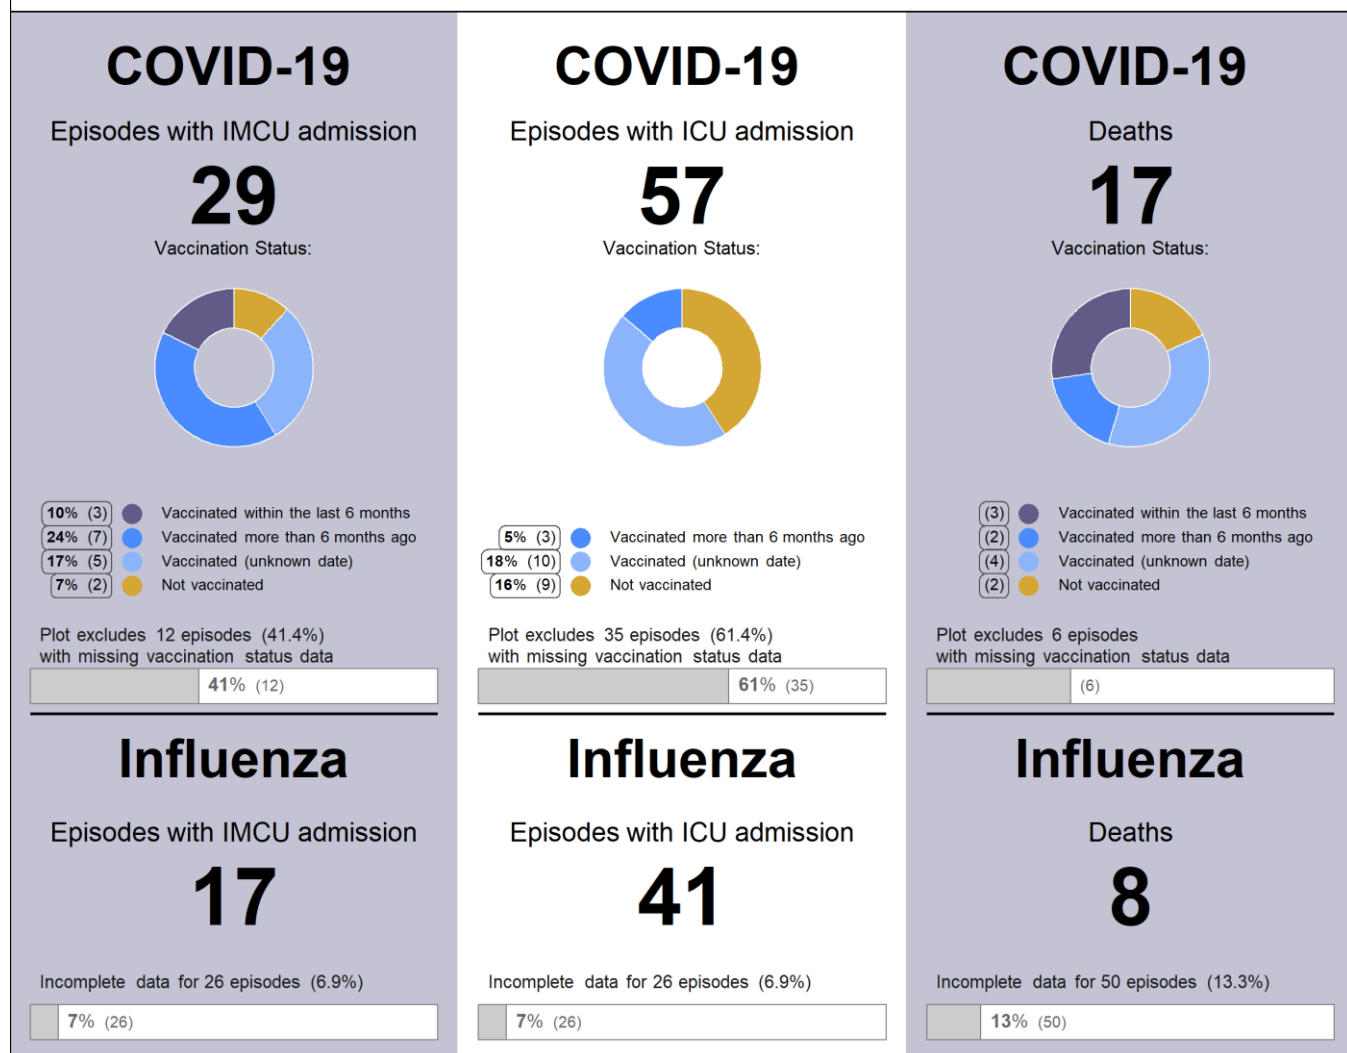 COVID-19
Episodes with IMCU admission
29
Vaccination Status:
10% (3) Vaccinated within the last 6 months
24% (7) Vaccinated more than 6 months ago
17% (5) Vaccinated (unknown date)
7% (2) Not vaccinated
Plot excludes 12 episodes (41.4%)
with missing vaccination status data
41% (12)
Influenza
Episodes with IMCU admission
17
Incomplete data for 26 episodes (6.9%)
7% (26)
COVID-19
Episodes with ICU admission
57
Vaccination Status:
5% (3) Vaccinated more than 6 months ago
18% (10) Vaccinated (unknown date)
16% (9) Not vaccinated
Plot excludes 35 episodes (61.4%)
with missing vaccination status data
61% (35)
Influenza
Episodes with ICU admission
41
Incomplete data for 26 episodes (6.9%)
7% (26)
COVID-19
Deaths
17
Vaccination Status:
(3) Vaccinated within the last 6 months
(2) Vaccinated more than 6 months ago
(4) Vaccinated (unknown date)
(2) Not vaccinated
Plot excludes 6 episodes
with missing vaccination status data
(6)
Influenza
Deaths
8
Incomplete data for 50 episodes (13.3%)
13% (50)